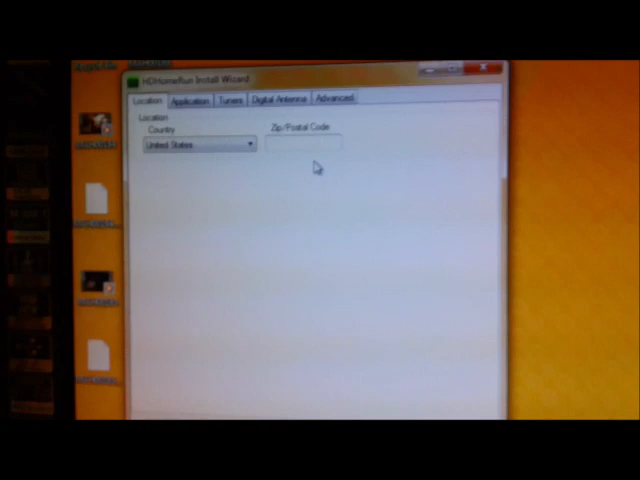 HDHomeRun Install Wizard
Location Application Tuners Digital Antenna Advanced
Location
Country Zip/Postal Code
United States